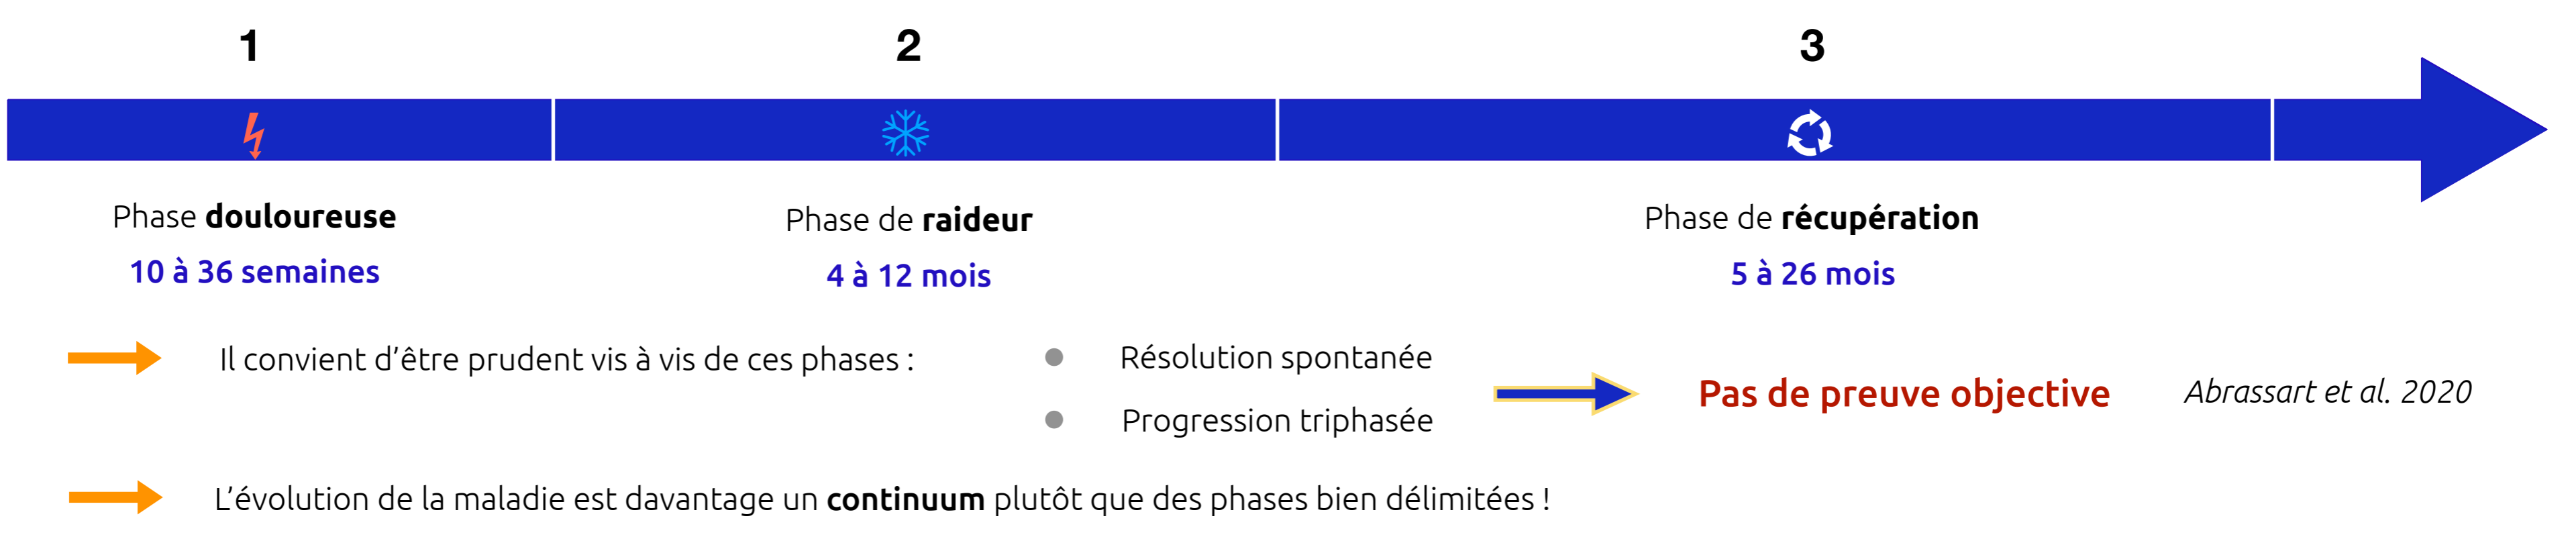 1
2
3
Phase douloureuse
10 à 36 semaines
Phase de raideur
4 à 12 mois
Phase de récupération
5 à 26 mois
Il convient d'être prudent vis à vis de ces phases :
Résolution spontanée
Progression triphasée
Pas de preuve objective
Abrassart et al. 2020
L'évolution de la maladie est davantage un continuum plutôt que des phases bien délimitées !